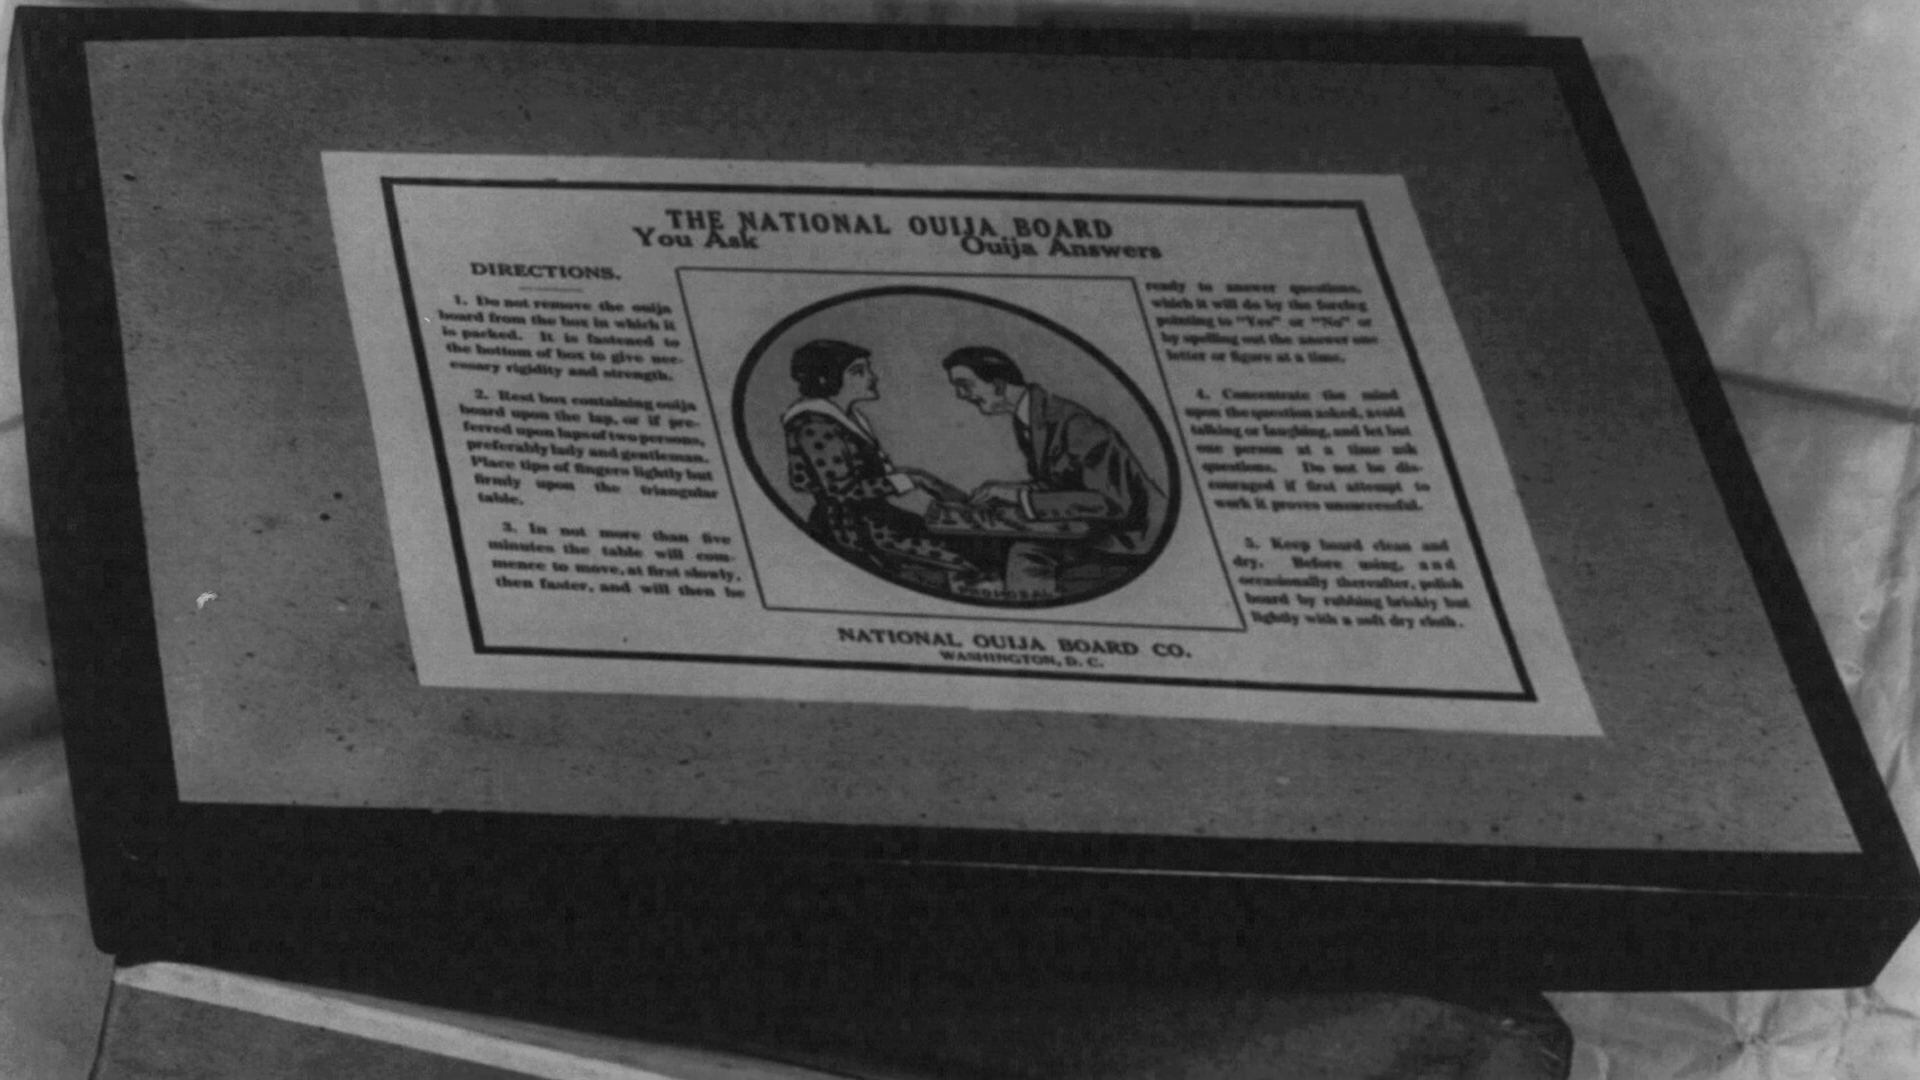 THE NATIONAL OUIJA BOARD
You Ask Ouija Answers
DIRECTIONS.
1. Do not remove the ouija
board from the box in which it
is packed. It is fastened to
the bottom of box to give nec-
essary rigidity and strength.
2. Rest box containing ouija
board upon the lap, or if pre-
ferred upon laps of two persons,
preferably lady and gentleman.
Place tips of fingers lightly but
firmly upon the triangular
table.
3. In not more than five
minutes the table will com-
mence to move, at first slowly,
then faster, and will then be
ready to answer questions,
which it will do by the foreleg
pointing to "Yes" or "No" or
by spelling out the answer one
letter or figure at a time.
4. Concentrate the mind
upon the question asked, avoid
talking or laughing, and let but
one person at a time ask
questions. Do not be dis-
couraged if first attempt to
work it proves unsuccessful.
5. Keep board clean and
dry. Before using, and
occasionally thereafter, polish
board by rubbing briskly but
lightly with a soft dry cloth.
PROPOSAL
NATIONAL OUIJA BOARD CO.
WASHINGTON, D. C.